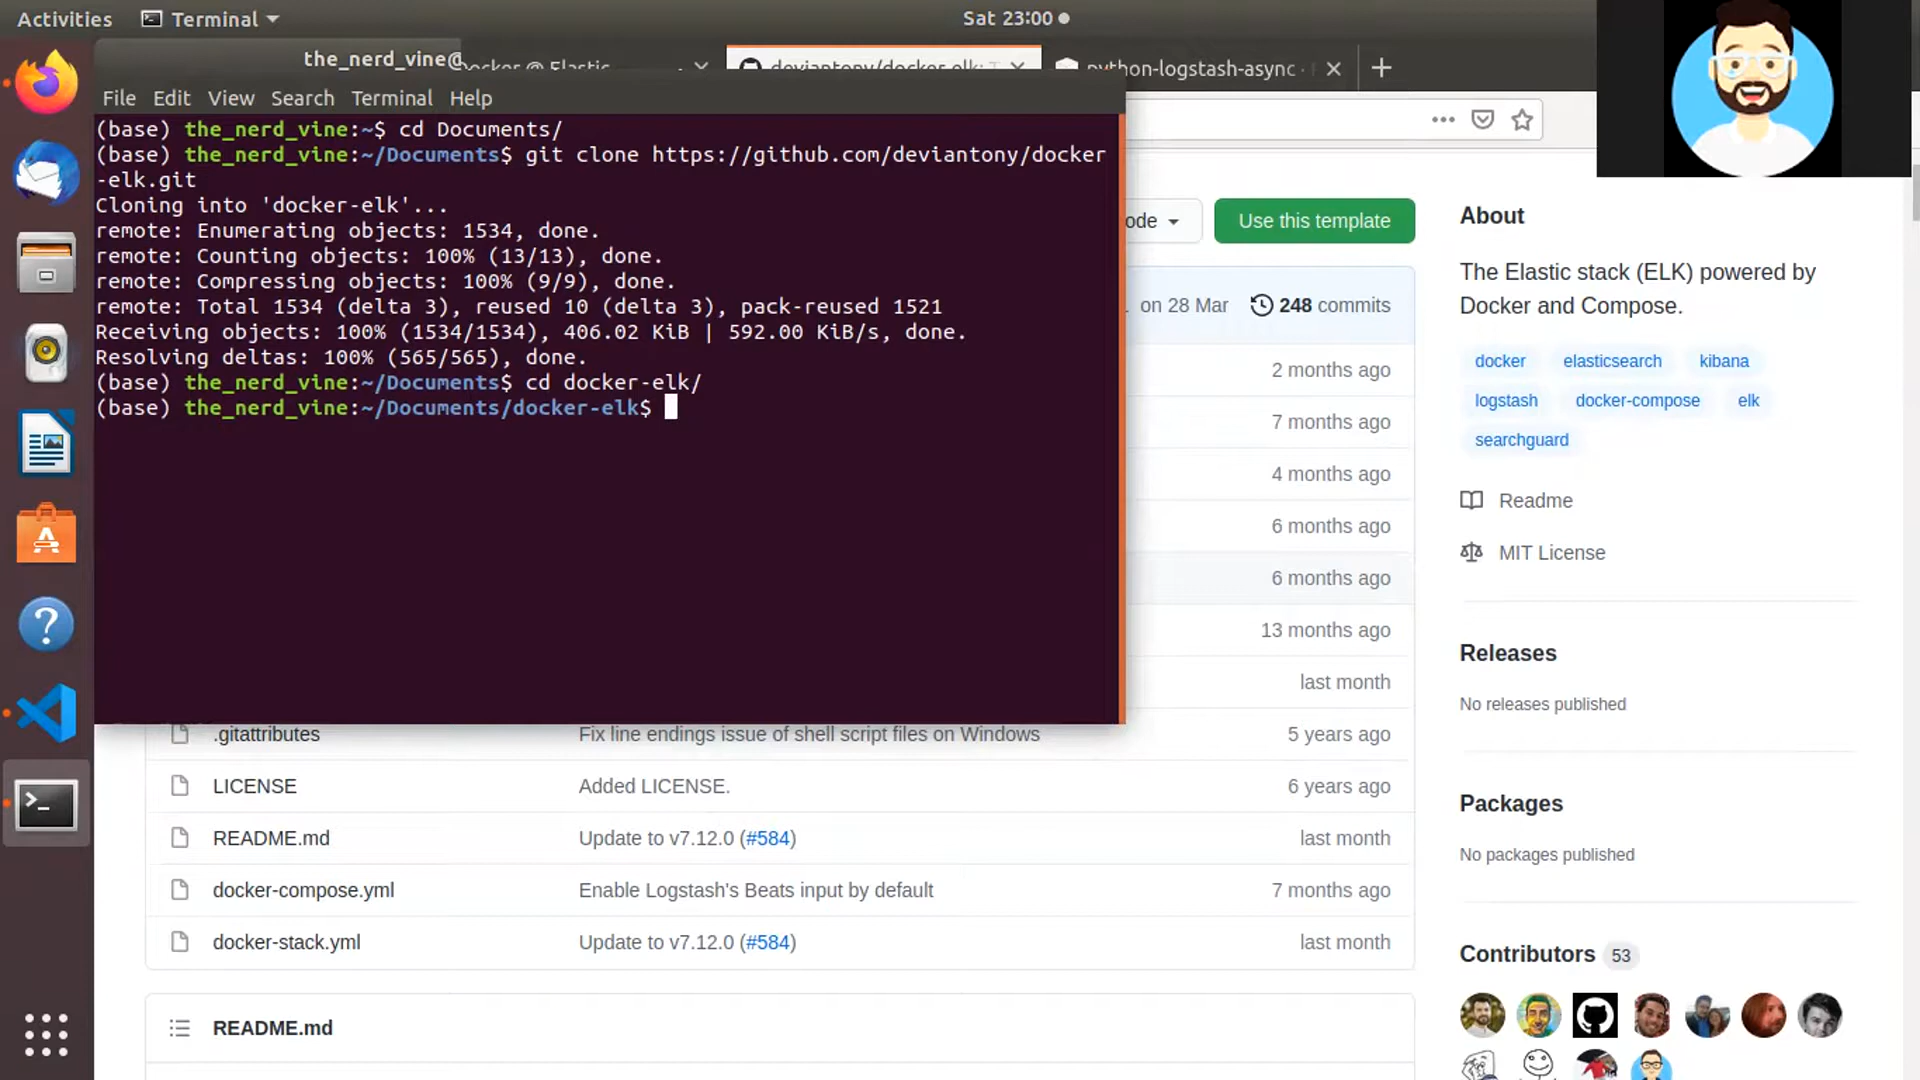 Activities
Terminal
Sat 23:00
the_nerd_vine@
ocker @ Elastic
deviantony/docker-elk: T
python-logstash-async ·
File Edit View Search Terminal Help
(base) the_nerd_vine:~$ cd Documents/
(base) the_nerd_vine:~/Documents$ git clone https://github.com/deviantony/docker
-elk.git
Cloning into 'docker-elk'...
remote: Enumerating objects: 1534, done.
remote: Counting objects: 100% (13/13), done.
remote: Compressing objects: 100% (9/9), done.
remote: Total 1534 (delta 3), reused 10 (delta 3), pack-reused 1521
Receiving objects: 100% (1534/1534), 406.02 KiB | 592.00 KiB/s, done.
Resolving deltas: 100% (565/565), done.
(base) the_nerd_vine:~/Documents$ cd docker-elk/
(base) the_nerd_vine:~/Documents/docker-elk$
ode
Use this template
on 28 Mar
248 commits
2 months ago
7 months ago
4 months ago
6 months ago
6 months ago
13 months ago
last month
.gitattributes Fix line endings issue of shell script files on Windows 5 years ago
LICENSE Added LICENSE. 6 years ago
README.md Update to v7.12.0 (#584) last month
docker-compose.yml Enable Logstash's Beats input by default 7 months ago
docker-stack.yml Update to v7.12.0 (#584) last month
README.md
About
The Elastic stack (ELK) powered by
Docker and Compose.
docker elasticsearch kibana
logstash docker-compose elk
searchguard
Readme
MIT License
Releases
No releases published
Packages
No packages published
Contributors 53